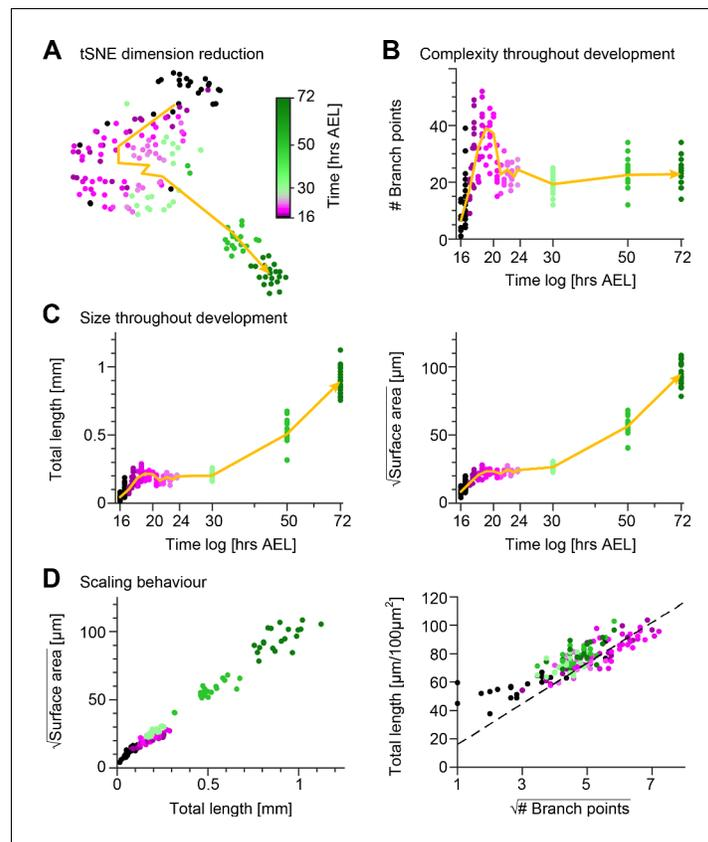 A tSNE dimension reduction
72
50
30
16
Time [hrs AEL]
B Complexity throughout development
# Branch points
40
20
0
16 20 24 30 50 72
Time log [hrs AEL]
C Size throughout development
Total length [mm]
1
0.5
0
16 20 24 30 50 72
Time log [hrs AEL]
√Surface area [µm]
100
50
0
16 20 24 30 50 72
Time log [hrs AEL]
D Scaling behaviour
√Surface area [µm]
100
50
0
0 0.5 1
Total length [mm]
Total length [µm/100µm²]
120
100
80
60
40
20
0
1 3 5 7
√# Branch points